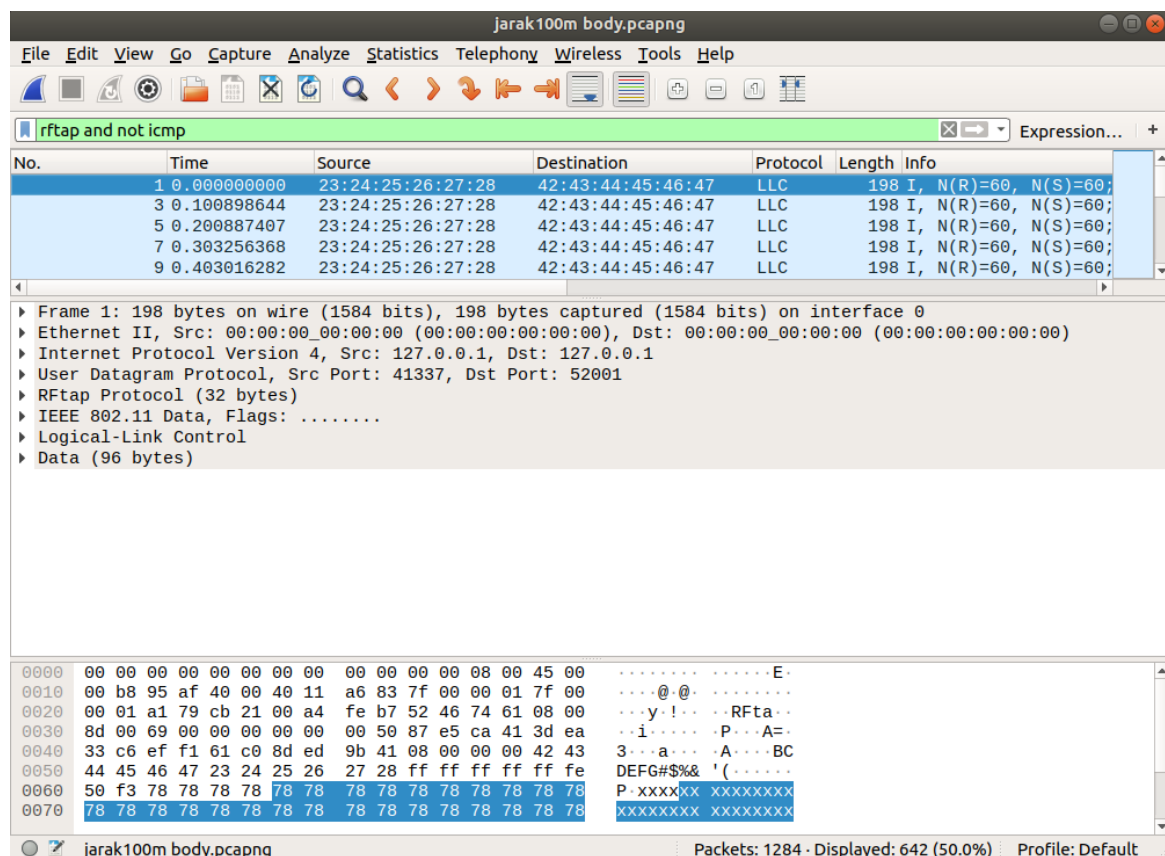 jarak100m body.pcapng
File Edit View Go Capture Analyze Statistics Telephony Wireless Tools Help
rftap and not icmp Expression… +
No. Time Source Destination Protocol Length Info
1 0.000000000 23:24:25:26:27:28 42:43:44:45:46:47 LLC 198 I, N(R)=60, N(S)=60;
3 0.100898644 23:24:25:26:27:28 42:43:44:45:46:47 LLC 198 I, N(R)=60, N(S)=60;
5 0.200887407 23:24:25:26:27:28 42:43:44:45:46:47 LLC 198 I, N(R)=60, N(S)=60;
7 0.303256368 23:24:25:26:27:28 42:43:44:45:46:47 LLC 198 I, N(R)=60, N(S)=60;
9 0.403016282 23:24:25:26:27:28 42:43:44:45:46:47 LLC 198 I, N(R)=60, N(S)=60;
Frame 1: 198 bytes on wire (1584 bits), 198 bytes captured (1584 bits) on interface 0
Ethernet II, Src: 00:00:00_00:00:00 (00:00:00:00:00:00), Dst: 00:00:00_00:00:00 (00:00:00:00:00:00)
Internet Protocol Version 4, Src: 127.0.0.1, Dst: 127.0.0.1
User Datagram Protocol, Src Port: 41337, Dst Port: 52001
RFtap Protocol (32 bytes)
IEEE 802.11 Data, Flags: ........
Logical-Link Control
Data (96 bytes)
0000 00 00 00 00 00 00 00 00 00 00 00 00 08 00 45 00 ········ ······E·
0010 00 b8 95 af 40 00 40 11 a6 83 7f 00 00 01 7f 00 ····@·@· ········
0020 00 01 a1 79 cb 21 00 a4 fe b7 52 46 74 61 08 00 ···y·!·· ··RFta··
0030 8d 00 69 00 00 00 00 00 00 50 87 e5 ca 41 3d ea ··i····· ·P···A=·
0040 33 c6 ef f1 61 c0 8d ed 9b 41 08 00 00 00 42 43 3···a··· ·A····BC
0050 44 45 46 47 23 24 25 26 27 28 ff ff ff ff ff fe DEFG#$%& '(······
0060 50 f3 78 78 78 78 78 78 78 78 78 78 78 78 78 78 P·xxxxxx xxxxxxxx
0070 78 78 78 78 78 78 78 78 78 78 78 78 78 78 78 78 xxxxxxxx xxxxxxxx
jarak100m body.pcapng Packets: 1284 · Displayed: 642 (50.0%) Profile: Default